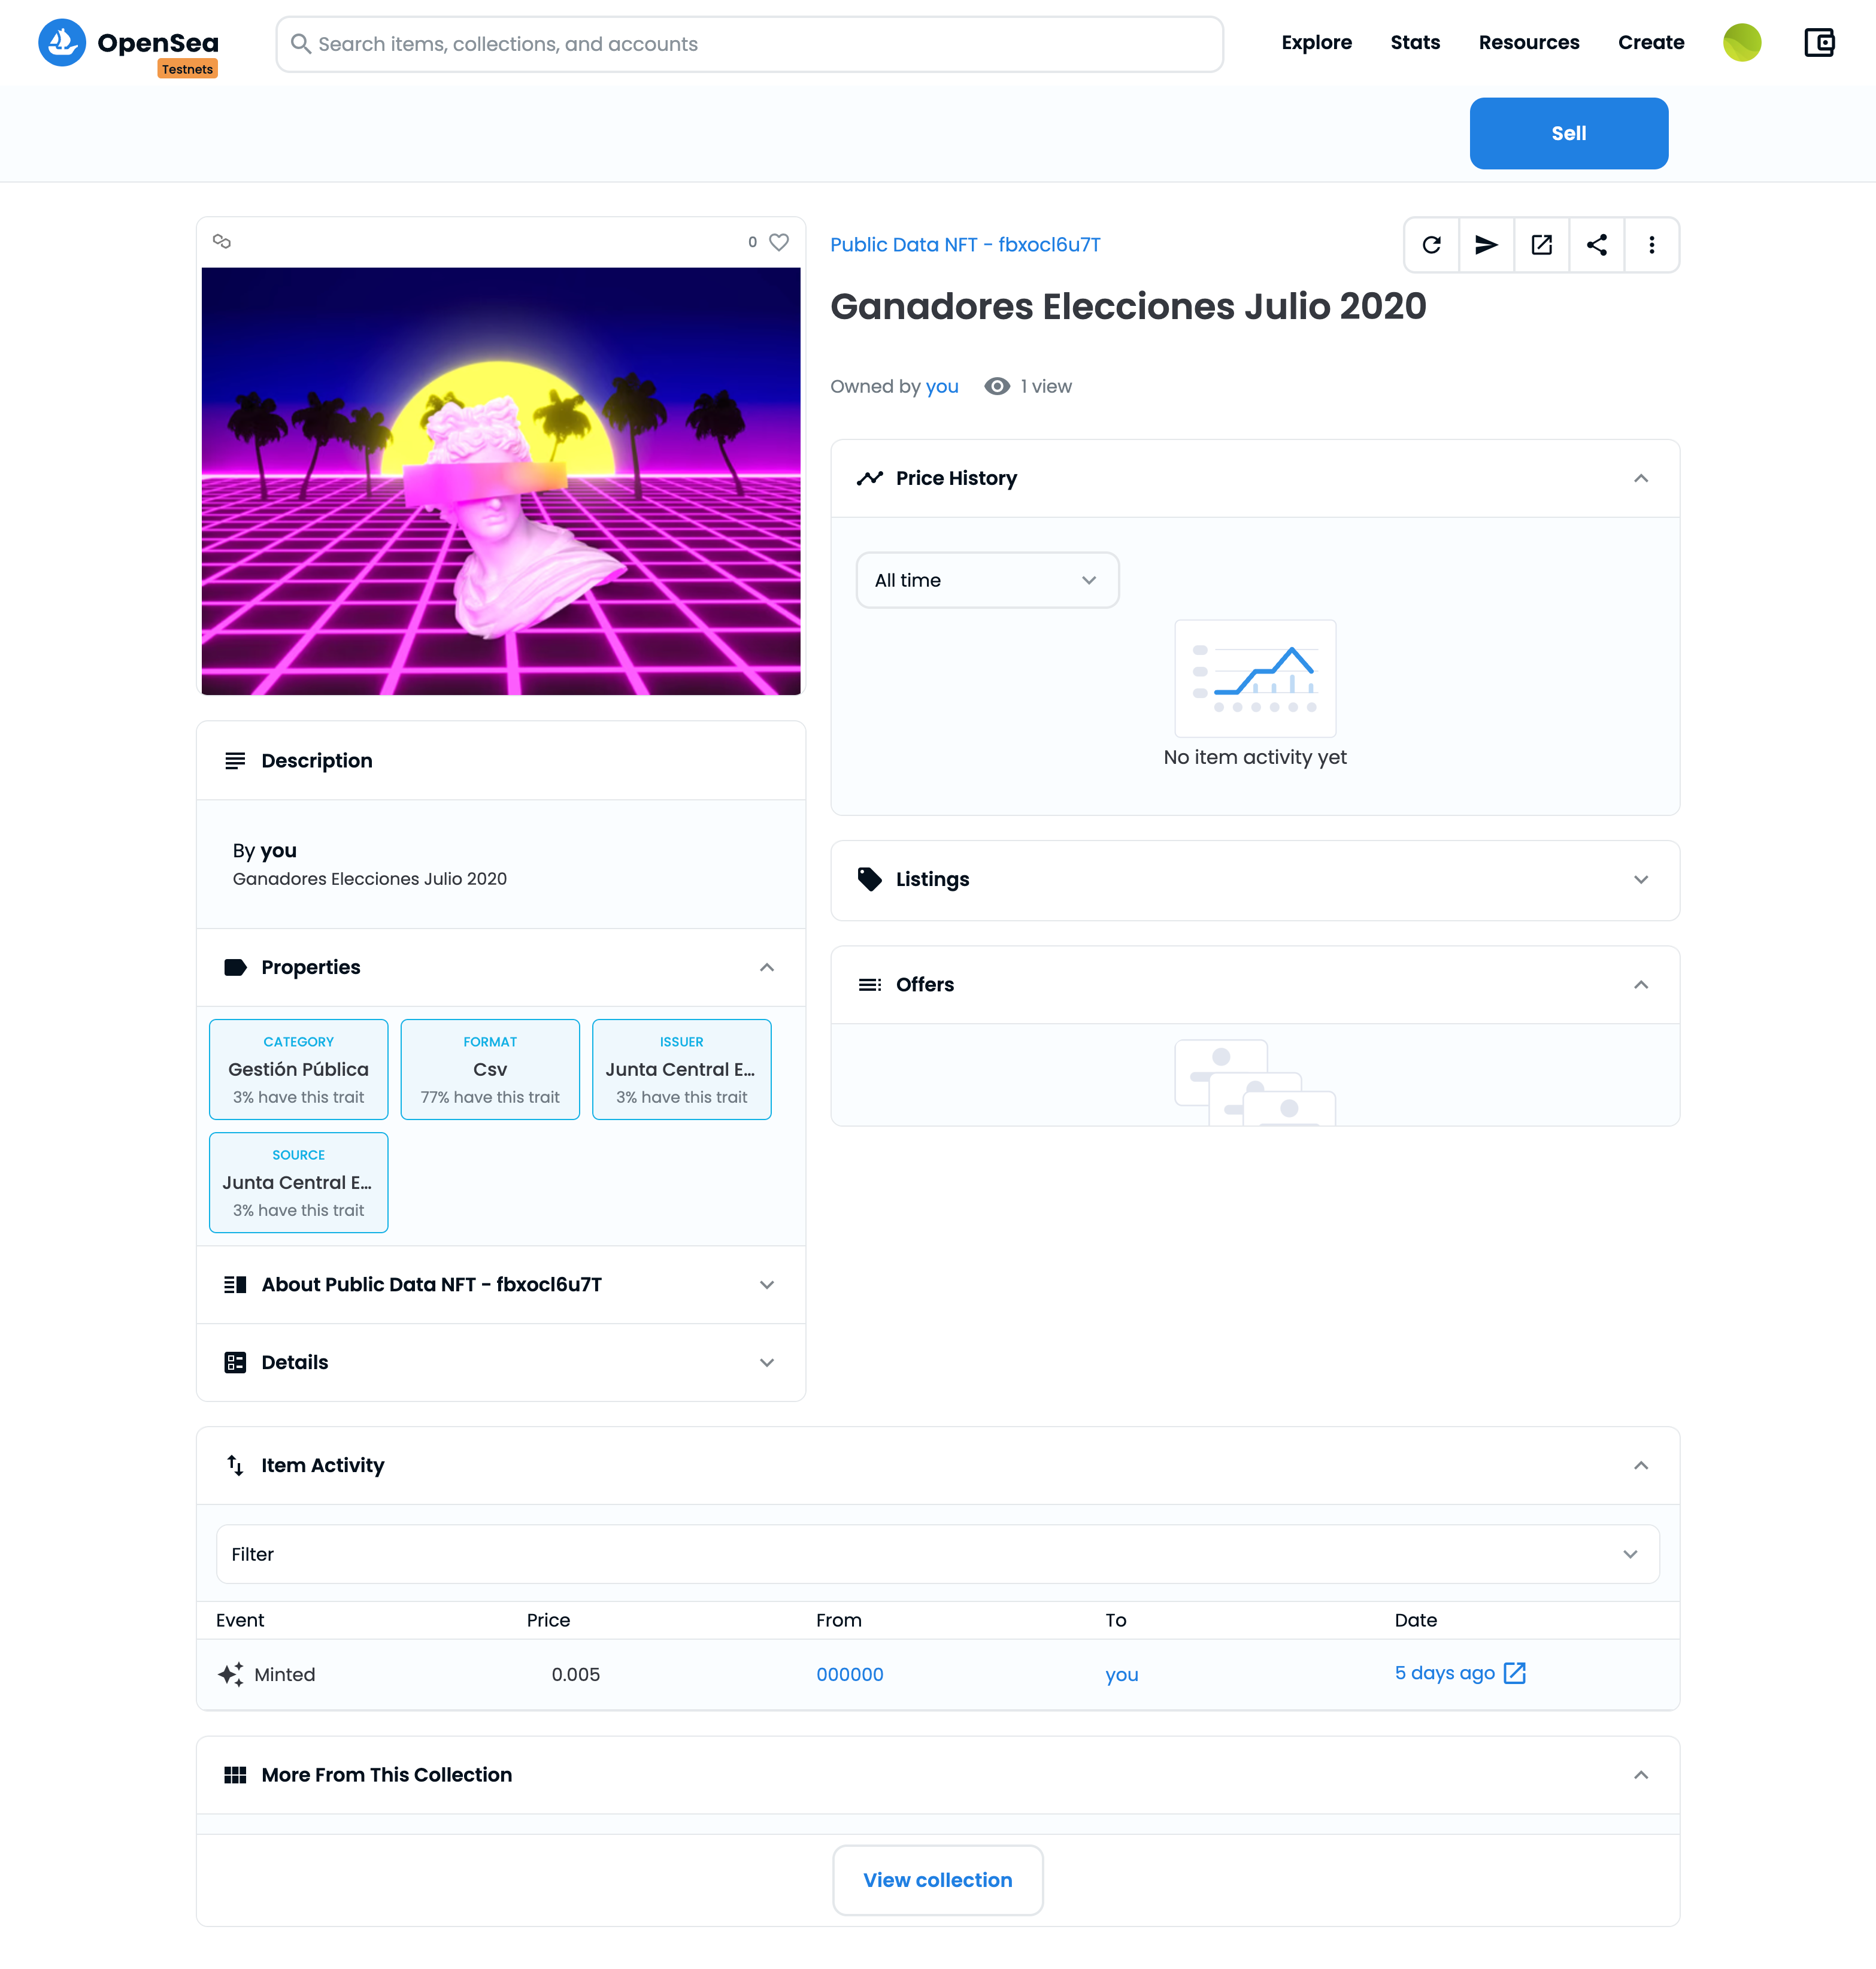 OpenSea
Testnets
Search items, collections, and accounts
Explore
Stats
Resources
Create
Sell
0
Public Data NFT - fbxocl6u7T
Ganadores Elecciones Julio 2020
Owned by you
1 view
Price History
All time
No item activity yet
Listings
Offers
Description
By you
Ganadores Elecciones Julio 2020
Properties
CATEGORY
Gestión Pública
3% have this trait
FORMAT
Csv
77% have this trait
ISSUER
Junta Central E...
3% have this trait
SOURCE
Junta Central E...
3% have this trait
About Public Data NFT - fbxocl6u7T
Details
Item Activity
Filter
Event Price From To Date
Minted 0.005 000000 you 5 days ago
More From This Collection
View collection